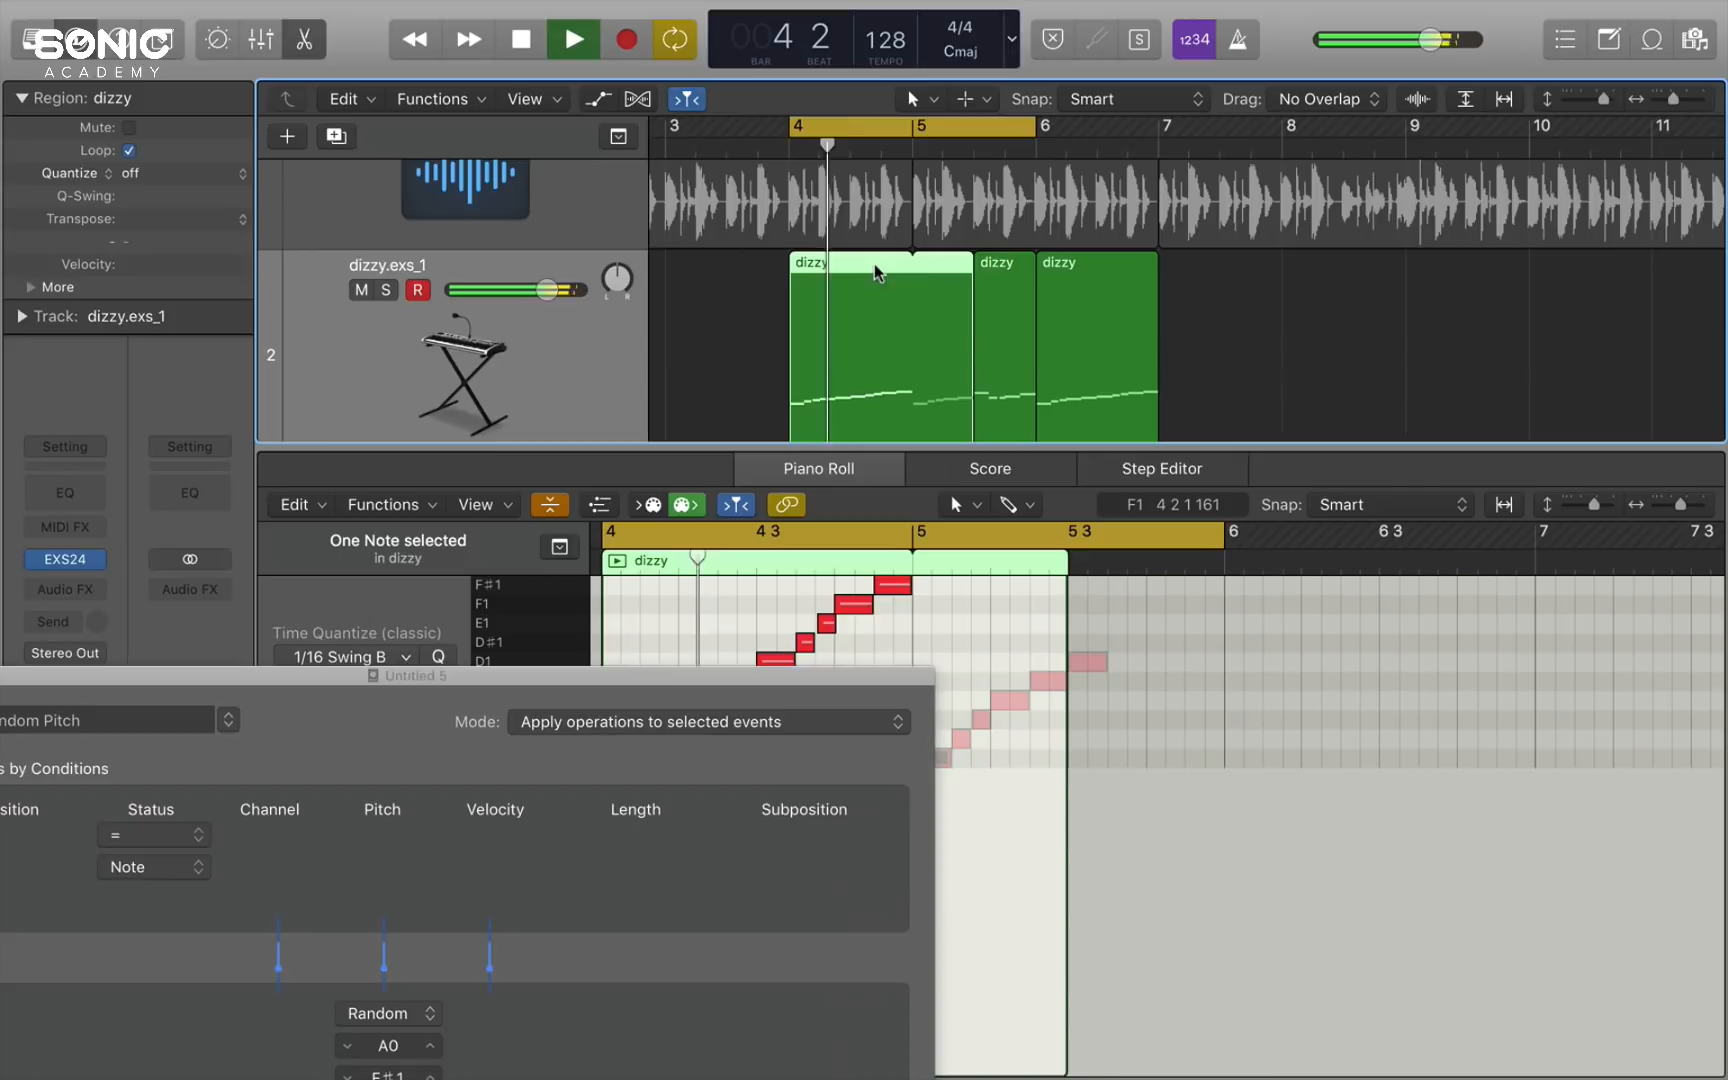 SONIC
ACADEMY
4 2
BAR BEAT
128
TEMPO
4/4
Cmaj
S
1234
Region: dizzy
Mute:
Loop:
Quantize off
Q-Swing:
Transpose:
- -
Velocity:
More
Track: dizzy.exs_1
Setting Setting
EQ EQ
MIDI FX
EXS24
Audio FX Audio FX
Send
Stereo Out
Edit Functions View Snap: Smart Drag: No Overlap
3 4 5 6 7 8 9 10 11
dizzy.exs_1
M S R
L R
2
dizzy dizzy dizzy
Piano Roll Score Step Editor
Edit Functions View F1 4 2 1 161 Snap: Smart
4 4 3 5 5 3 6 6 3 7 7 3
One Note selected
in dizzy
dizzy
Time Quantize (classic)
1/16 Swing B Q
F#1
F1
E1
D#1
D1
Untitled 5
ndom Pitch
Mode: Apply operations to selected events
s by Conditions
sition Status Channel Pitch Velocity Length Subposition
=
Note
Random
A0
F#1